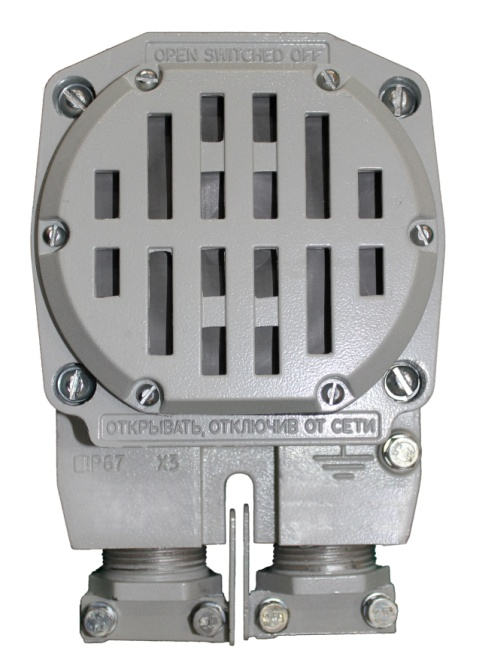 OPEN SWITCHED OFF
ОТКРЫВАТЬ, ОТКЛЮЧИВ ОТ СЕТИ
IP67 X3